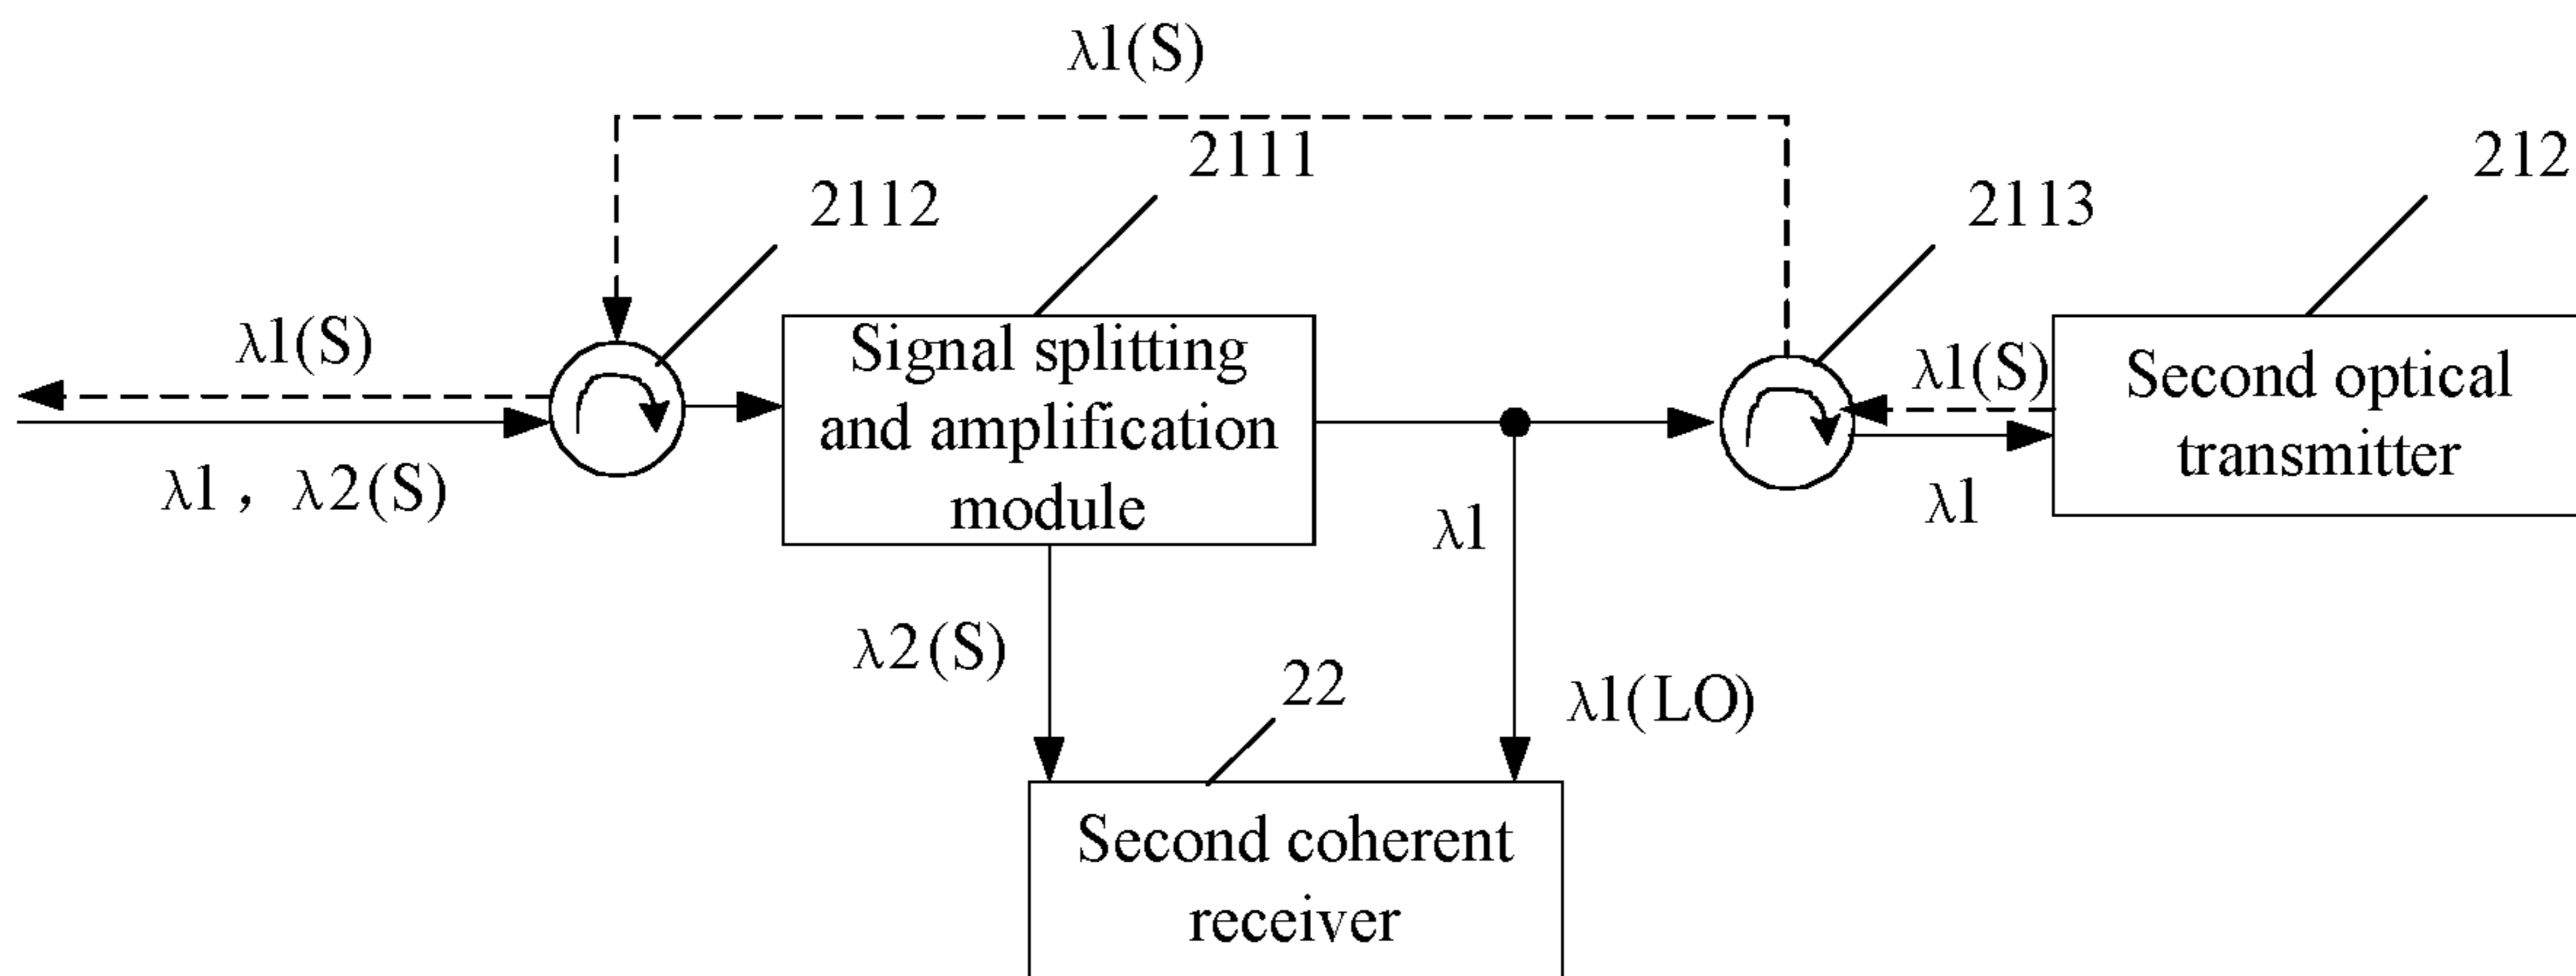 λ1(S)
2111
212
2112
2113
λ1(S)
Signal splitting
and amplification
module
λ1(S)
Second optical
transmitter
λ1，λ2(S)
λ1
λ1
λ2(S)
22
λ1(LO)
Second coherent
receiver